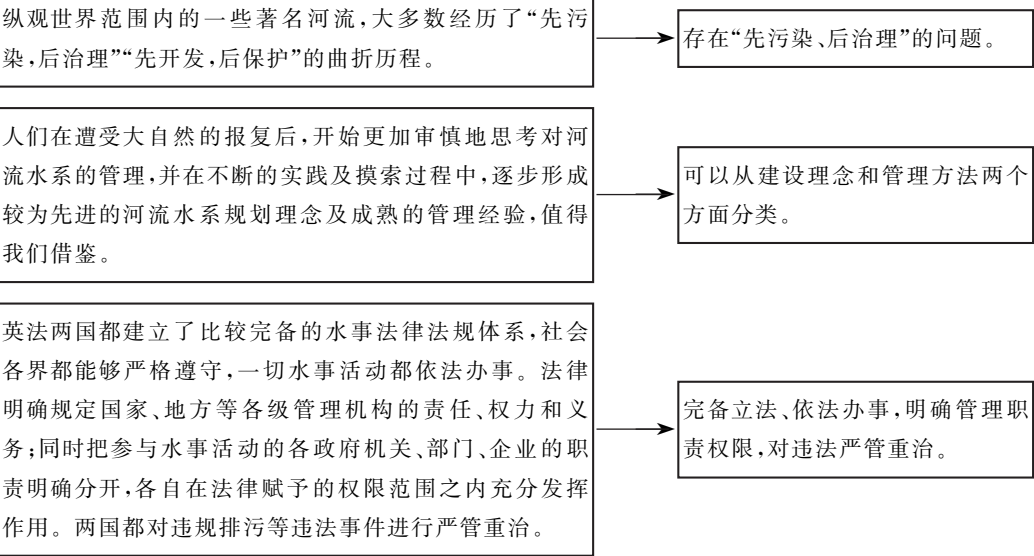 纵观世界范围内的一些著名河流,大多数经历了“先污
染,后治理”“先开发,后保护”的曲折历程。
存在“先污染、后治理”的问题。
人们在遭受大自然的报复后,开始更加审慎地思考对河
流水系的管理,并在不断的实践及摸索过程中,逐步形成
较为先进的河流水系规划理念及成熟的管理经验,值得
我们借鉴。
可以从建设理念和管理方法两个
方面分类。
英法两国都建立了比较完备的水事法律法规体系,社会
各界都能够严格遵守,一切水事活动都依法办事。法律
明确规定国家、地方等各级管理机构的责任、权力和义
务;同时把参与水事活动的各政府机关、部门、企业的职
责明确分开,各自在法律赋予的权限范围之内充分发挥
作用。两国都对违规排污等违法事件进行严管重治。
完备立法、依法办事,明确管理职
责权限,对违法严管重治。